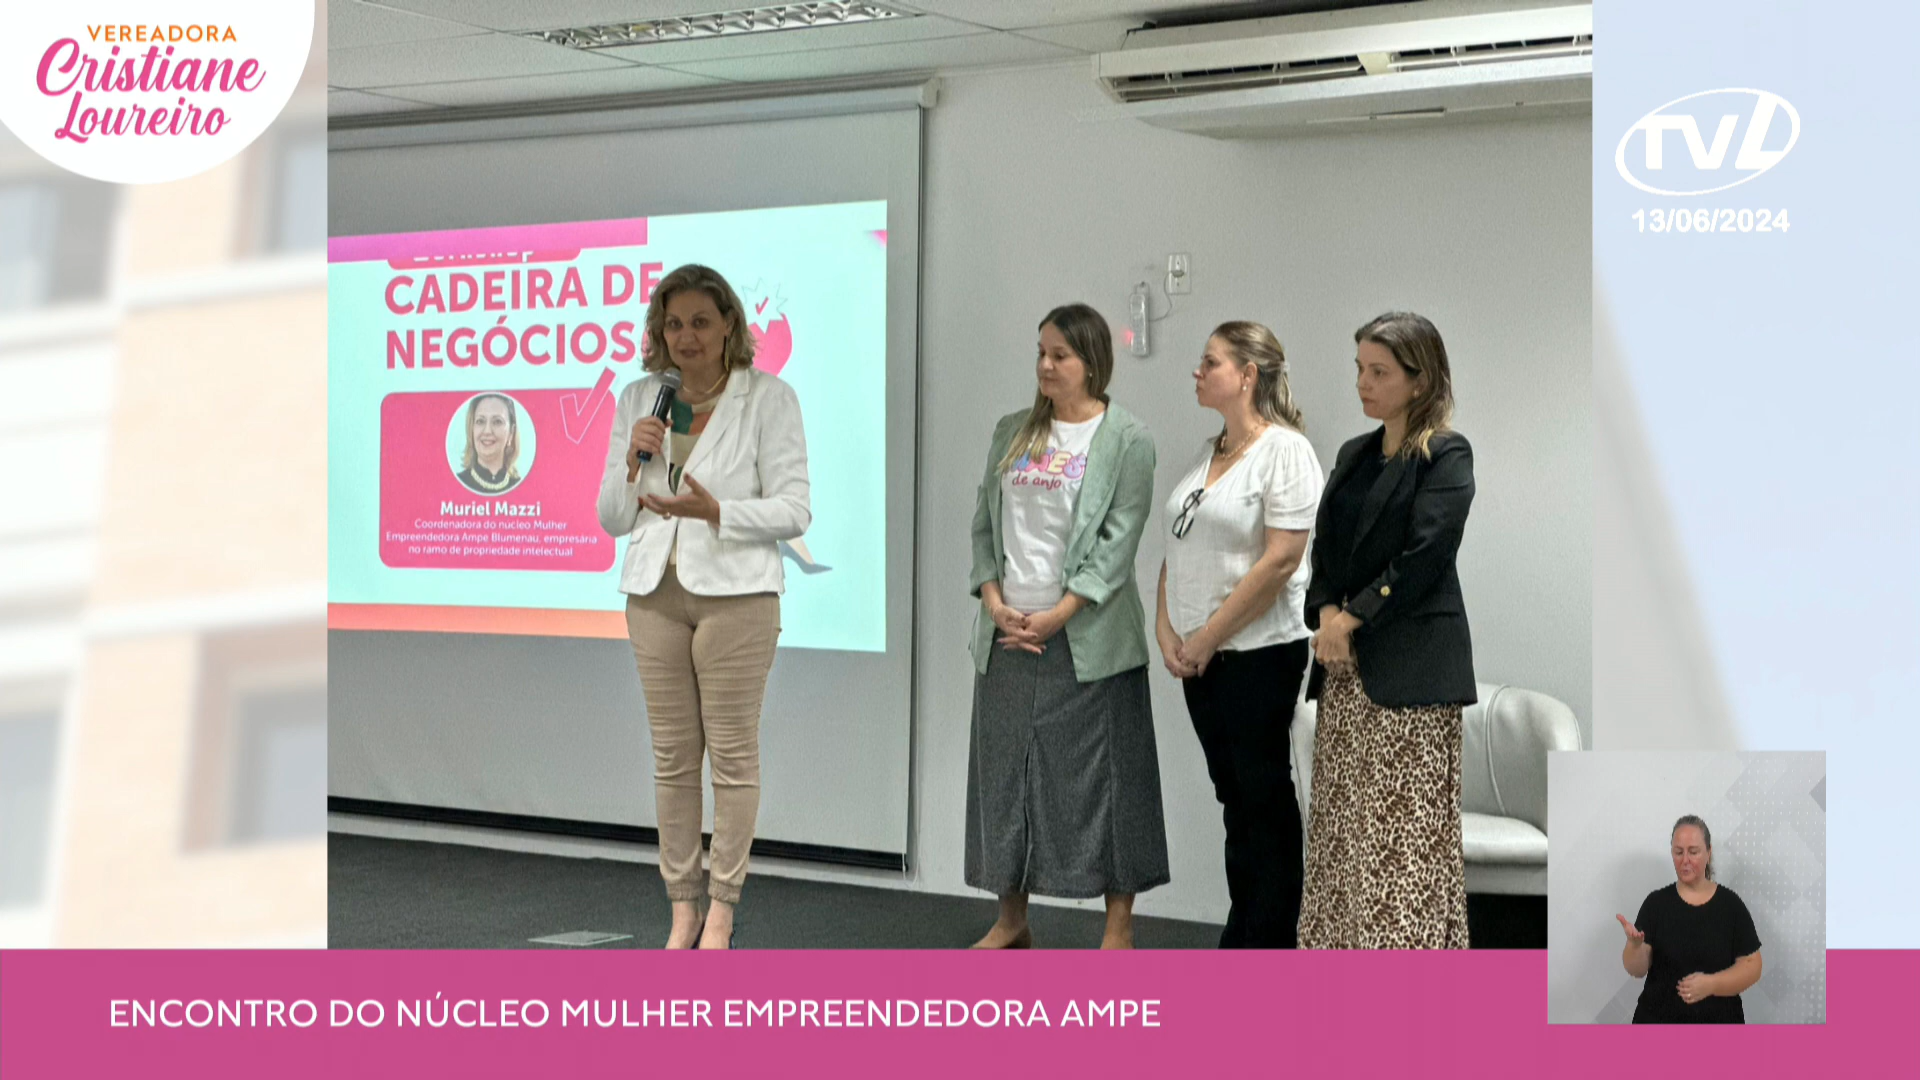 VEREADORA
Cristiane
Loureiro
TVL
13/06/2024
CADEIRA DE
NEGÓCIOS
Muriel Mazzi
Coordenadora do núcleo Mulher
Empreendedora Ampe Blumenau, empresária
no ramo de propriedade intelectual
de anjo
ENCONTRO DO NÚCLEO MULHER EMPREENDEDORA AMPE